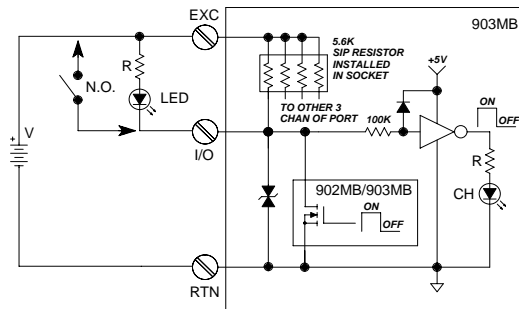 EXC
903MB
5.6K
SIP RESISTOR
INSTALLED
IN SOCKET
+5V
R
N.O.
LED
TO OTHER 3
CHAN OF PORT
100K
ON
OFF
+
V
I/O
902MB/903MB
ON
OFF
R
CH
RTN